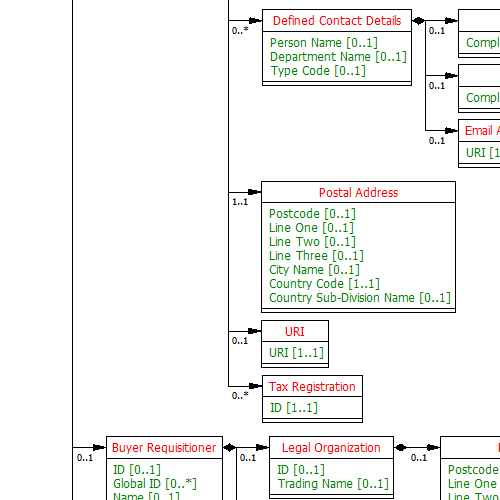 Defined Contact Details
0..*
Person Name [0..1]
Department Name [0..1]
Type Code [0..1]
0..1
0..1
0..1
Email
URI
Postal Address
1..1
Postcode [0..1]
Line One [0..1]
Line Two [0..1]
Line Three [0..1]
City Name [0..1]
Country Code [1..1]
Country Sub-Division Name [0..1]
URI
0..1
URI [1..1]
Tax Registration
0..*
ID [1..1]
Buyer Requisitioner
0..1
ID [0..1]
Global ID [0..*]
Name [0..1]
Legal Organization
0..1
ID [0..1]
Trading Name [0..1]
0..1
Postcode
Line One
Line Two